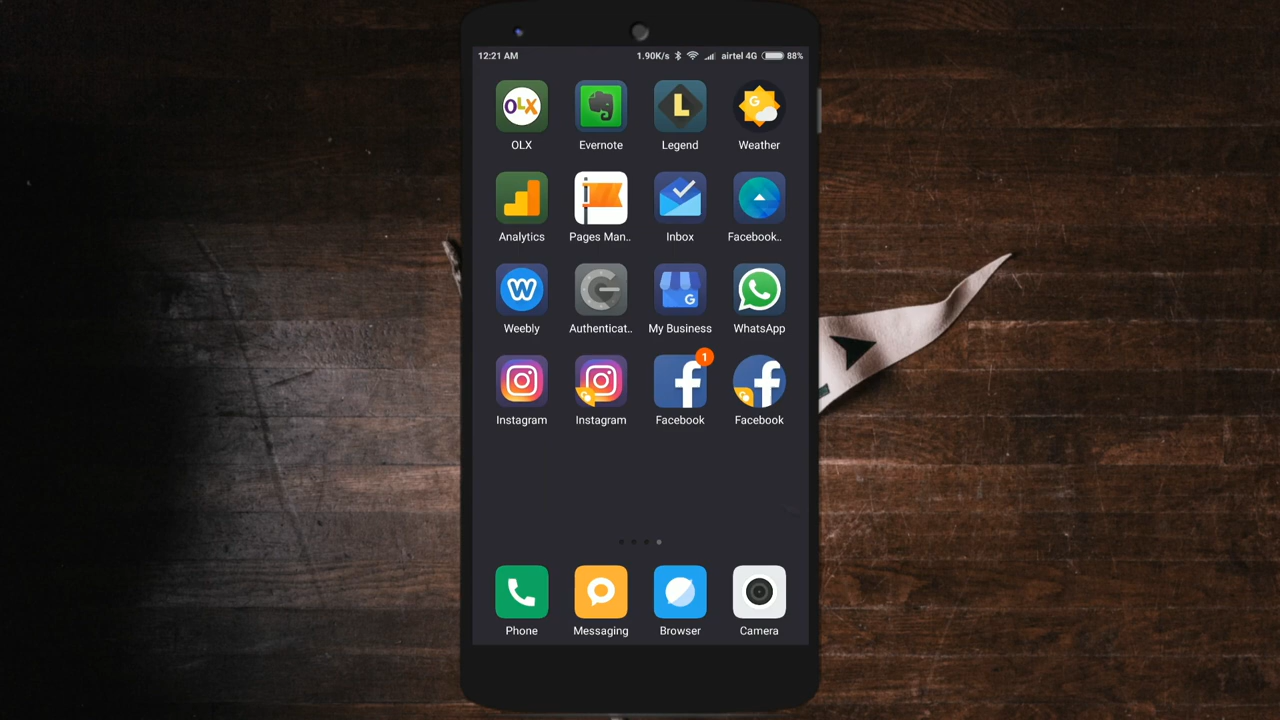 12:21 AM 1.90K/s airtel 4G 88%
OLX
L
G
OLX Evernote Legend Weather
Analytics Pages Man.. Inbox Facebook..
W
G
G
Weebly Authenticat.. My Business WhatsApp
f 1 f
Instagram Instagram Facebook Facebook
Phone Messaging Browser Camera